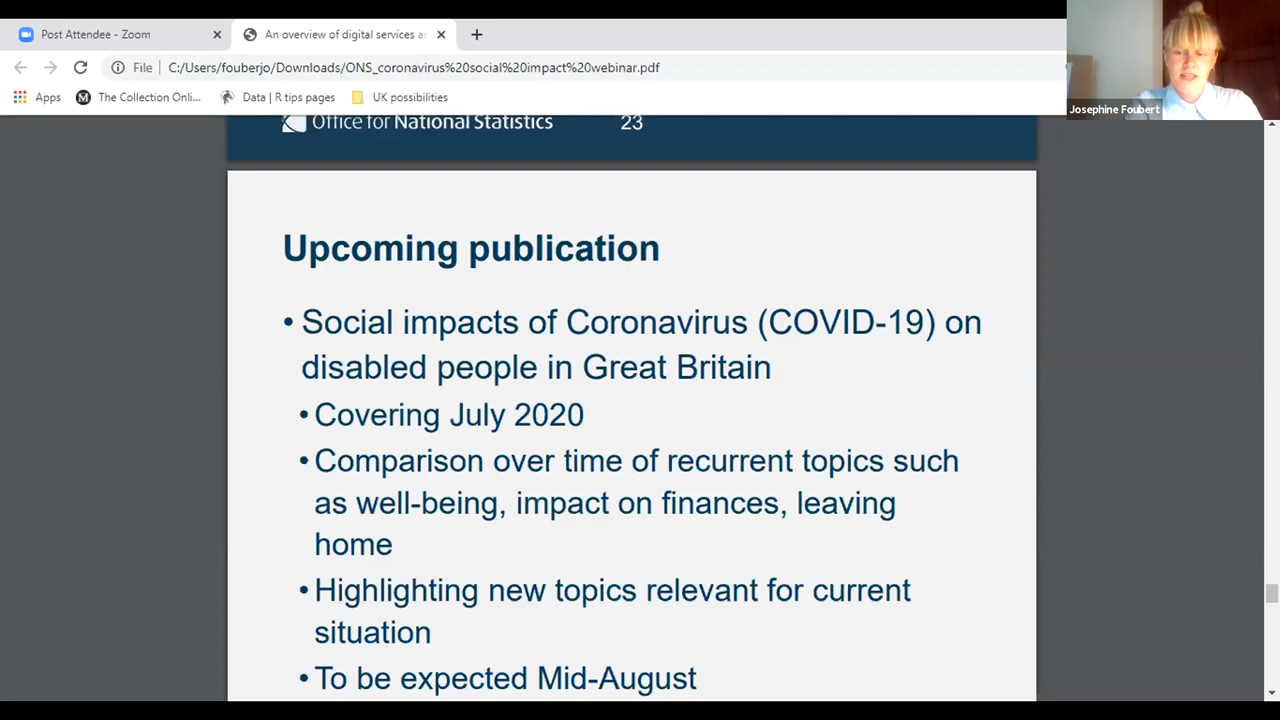 Post Attendee - Zoom
An overview of digital services a
File
C:/Users/fouberjo/Downloads/ONS_coronavirus%20social%20impact%20webinar.pdf
Apps
The Collection Onli...
Data | R tips pages
UK possibilities
Josephine Foubert
Office for National Statistics
23
Upcoming publication
• Social impacts of Coronavirus (COVID-19) on
disabled people in Great Britain
• Covering July 2020
• Comparison over time of recurrent topics such
as well-being, impact on finances, leaving
home
• Highlighting new topics relevant for current
situation
• To be expected Mid-August